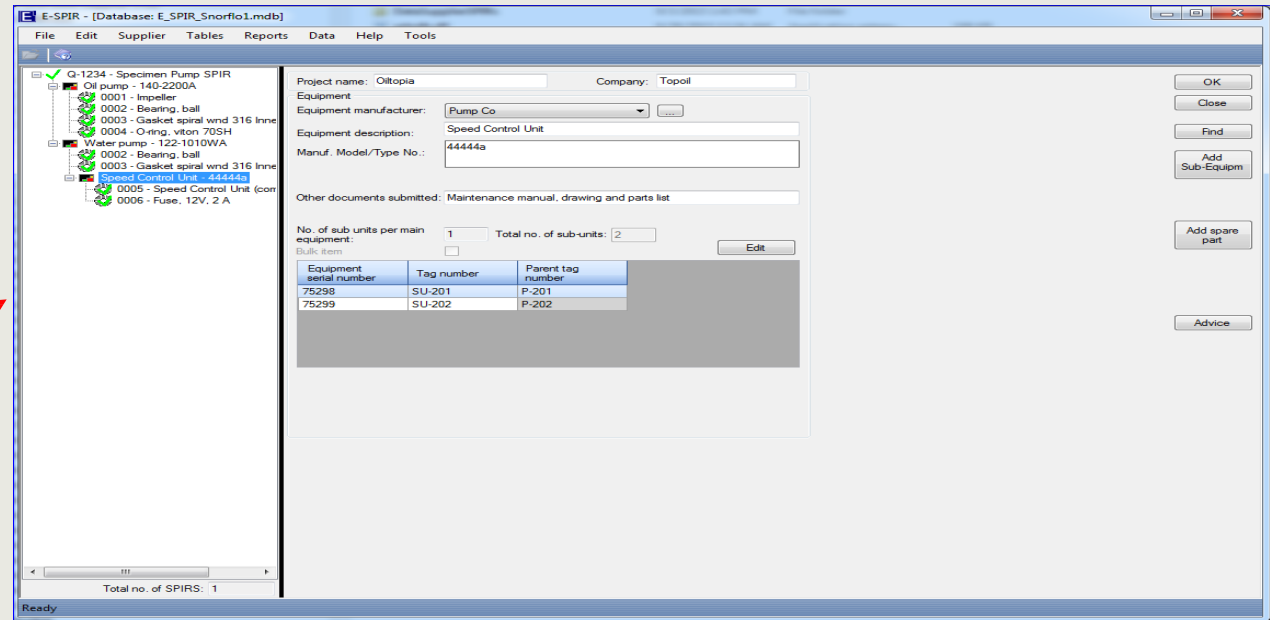 E-SPIR - [Database: E_SPIR_Snorflo1.mdb]
File Edit Supplier Tables Reports Data Help Tools
Q-1234 - Specimen Pump SPIR
Oil pump - 140-2200A
0001 - Impeller
0002 - Bearing, ball
0003 - Gasket spiral wnd 316 Inne
0004 - O-ring, viton 70SH
Water pump - 122-1010WA
0002 - Bearing, ball
0003 - Gasket spiral wnd 316 Inne
Speed Control Unit - 44444a
0005 - Speed Control Unit (com
0006 - Fuse, 12V, 2 A
Total no. of SPIRS: 1
Project name: Oiltopia Company: Topoil
Equipment
Equipment manufacturer: Pump Co ...
Equipment description: Speed Control Unit
Manuf. Model/Type No.: 44444a
Other documents submitted: Maintenance manual, drawing and parts list
No. of sub units per main
equipment: 1 Total no. of sub-units: 2
Bulk item
Edit
Equipment
serial number Tag number Parent tag
number
75298 SU-201 P-201
75299 SU-202 P-202
OK
Close
Find
Add
Sub-Equipm
Add spare
part
Advice
Ready